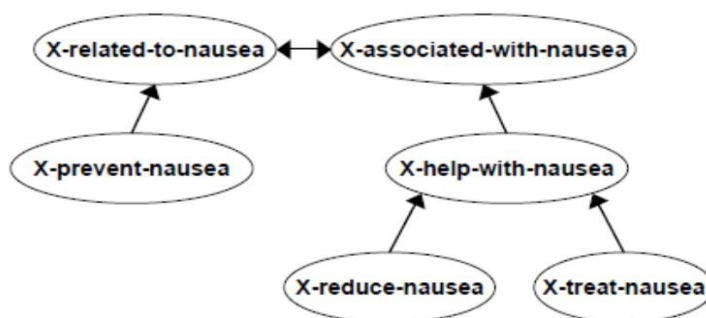 X-related-to-nausea
X-associated-with-nausea
X-prevent-nausea
X-help-with-nausea
X-reduce-nausea
X-treat-nausea